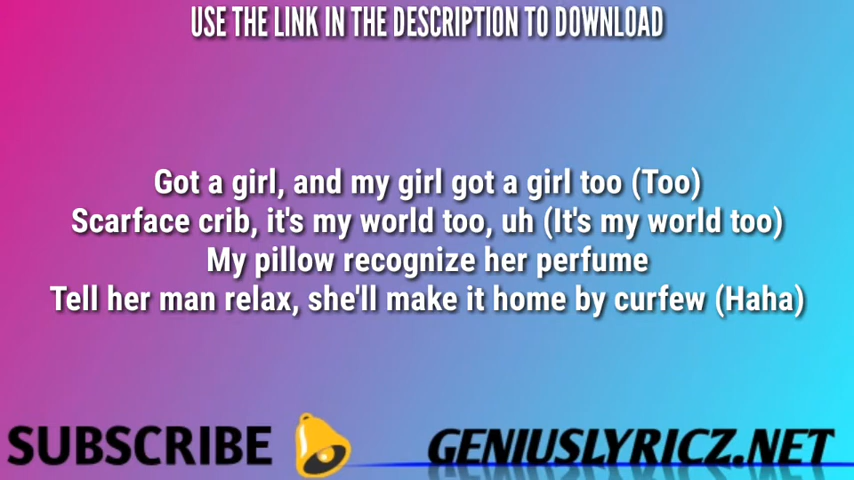 USE THE LINK IN THE DESCRIPTION TO DOWNLOAD
Got a girl, and my girl got a girl too (Too)
Scarface crib, it's my world too, uh (It's my world too)
My pillow recognize her perfume
Tell her man relax, she'll make it home by curfew (Haha)
SUBSCRIBE GENIUSLYRICZ.NET